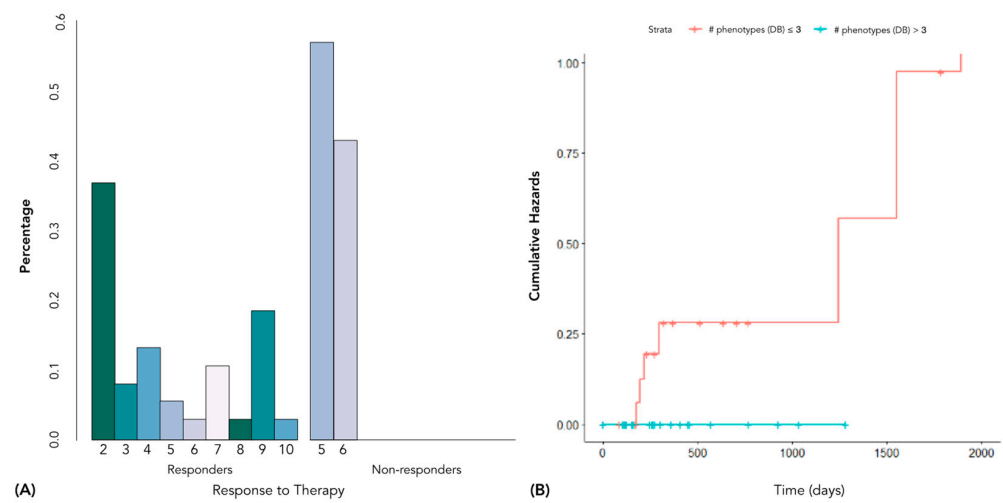 Percentage
0.6
0.5
0.4
0.3
0.2
0.1
0.0
2 3 4 5 6 7 8 9 10 5 6
Responders Non-responders
Response to Therapy
(A)
Strata # phenotypes (DB) ≤ 3 # phenotypes (DB) > 3
Cumulative Hazards
1.00
0.75
0.50
0.25
0.00
0 500 1000 1500 2000
Time (days)
(B)